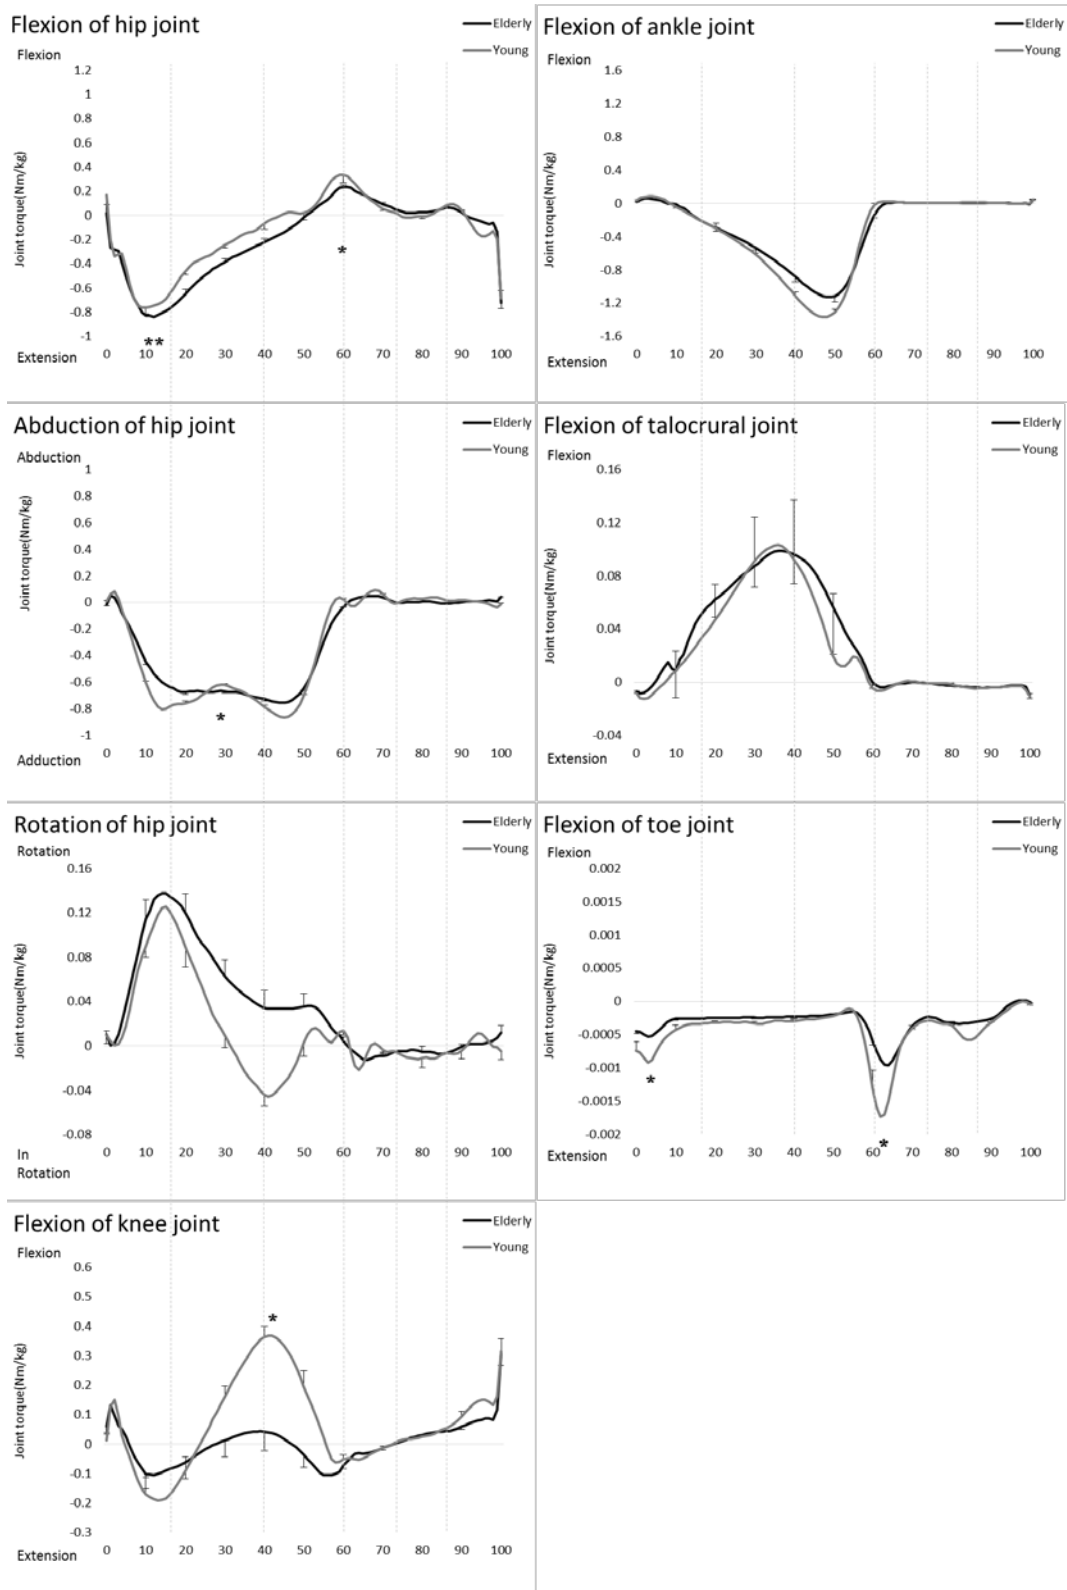 Flexion of hip joint
Elderly
Young
Flexion
Joint torque(Nm/kg)
1.2
1
0.8
0.6
0.4
0.2
0
-0.2
-0.4
-0.6
-0.8
-1
*
**
Extension
0 10 20 30 40 50 60 70 80 90 100
Flexion of ankle joint
Elderly
Young
Flexion
Joint torque(Nm/kg)
1.6
1.2
0.8
0.4
0
-0.4
-0.8
-1.2
-1.6
Extension
0 10 20 30 40 50 60 70 80 90 100
Abduction of hip joint
Elderly
Young
Abduction
Joint torque(Nm/kg)
1
0.8
0.6
0.4
0.2
0
-0.2
-0.4
-0.6
-0.8
-1
*
Adduction
0 10 20 30 40 50 60 70 80 90 100
Flexion of talocrural joint
Elderly
Young
Flexion
Joint torque(Nm/kg)
0.16
0.12
0.08
0.04
0
-0.04
Extension
0 10 20 30 40 50 60 70 80 90 100
Rotation of hip joint
Elderly
Young
Rotation
Joint torque(Nm/kg)
0.16
0.12
0.08
0.04
0
-0.04
-0.08
In
Rotation
0 10 20 30 40 50 60 70 80 90 100
Flexion of toe joint
Elderly
Young
Flexion
Joint torque(Nm/kg)
0.002
0.0015
0.001
0.0005
0
-0.0005
-0.001
-0.0015
-0.002
*
*
Extension
0 10 20 30 40 50 60 70 80 90 100
Flexion of knee joint
Elderly
Young
Flexion
Joint torque(Nm/kg)
0.6
0.5
0.4
0.3
0.2
0.1
0
-0.1
-0.2
-0.3
*
Extension
0 10 20 30 40 50 60 70 80 90 100